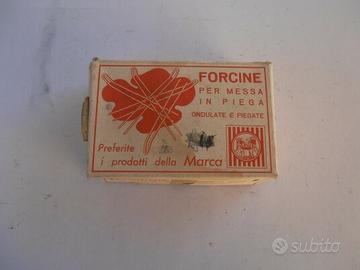 FORCINE
PER MESSA
IN PIEGA
ONDULATE E PIEGATE
Preferite
i prodotti della Marca
subito